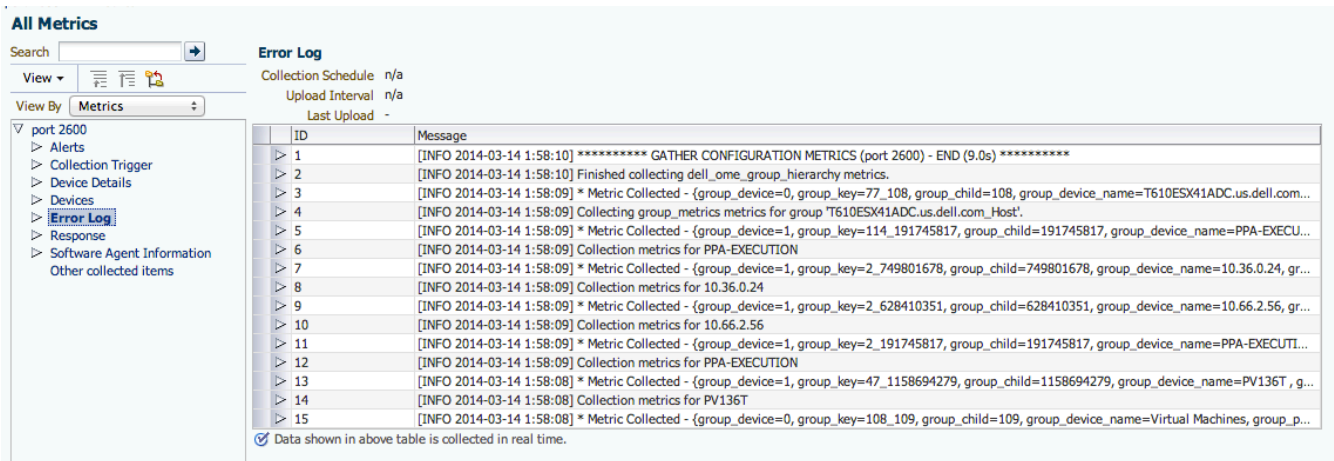 All Metrics
Search
View
View By Metrics
port 2600
Alerts
Collection Trigger
Device Details
Devices
Error Log
Response
Software Agent Information
Other collected items
Error Log
Collection Schedule n/a
Upload Interval n/a
Last Upload -
ID Message
1 [INFO 2014-03-14 1:58:10] ********** GATHER CONFIGURATION METRICS (port 2600) - END (9.0s) **********
2 [INFO 2014-03-14 1:58:10] Finished collecting dell_ome_group_hierarchy metrics.
3 [INFO 2014-03-14 1:58:09] * Metric Collected - {group_device=0, group_key=77_108, group_child=108, group_device_name=T610ESX41ADC.us.dell.com...
4 [INFO 2014-03-14 1:58:09] Collecting group_metrics metrics for group 'T610ESX41ADC.us.dell.com_Host'.
5 [INFO 2014-03-14 1:58:09] * Metric Collected - {group_device=1, group_key=114_191745817, group_child=191745817, group_device_name=PPA-EXECU...
6 [INFO 2014-03-14 1:58:09] Collection metrics for PPA-EXECUTION
7 [INFO 2014-03-14 1:58:09] * Metric Collected - {group_device=1, group_key=2_749801678, group_child=749801678, group_device_name=10.36.0.24, gr...
8 [INFO 2014-03-14 1:58:09] Collection metrics for 10.36.0.24
9 [INFO 2014-03-14 1:58:09] * Metric Collected - {group_device=1, group_key=2_628410351, group_child=628410351, group_device_name=10.66.2.56, gr...
10 [INFO 2014-03-14 1:58:09] Collection metrics for 10.66.2.56
11 [INFO 2014-03-14 1:58:09] * Metric Collected - {group_device=1, group_key=2_191745817, group_child=191745817, group_device_name=PPA-EXECUTI...
12 [INFO 2014-03-14 1:58:09] Collection metrics for PPA-EXECUTION
13 [INFO 2014-03-14 1:58:08] * Metric Collected - {group_device=1, group_key=47_1158694279, group_child=1158694279, group_device_name=PV136T , g...
14 [INFO 2014-03-14 1:58:08] Collection metrics for PV136T
15 [INFO 2014-03-14 1:58:08] * Metric Collected - {group_device=0, group_key=108_109, group_child=109, group_device_name=Virtual Machines, group_p...
Data shown in above table is collected in real time.